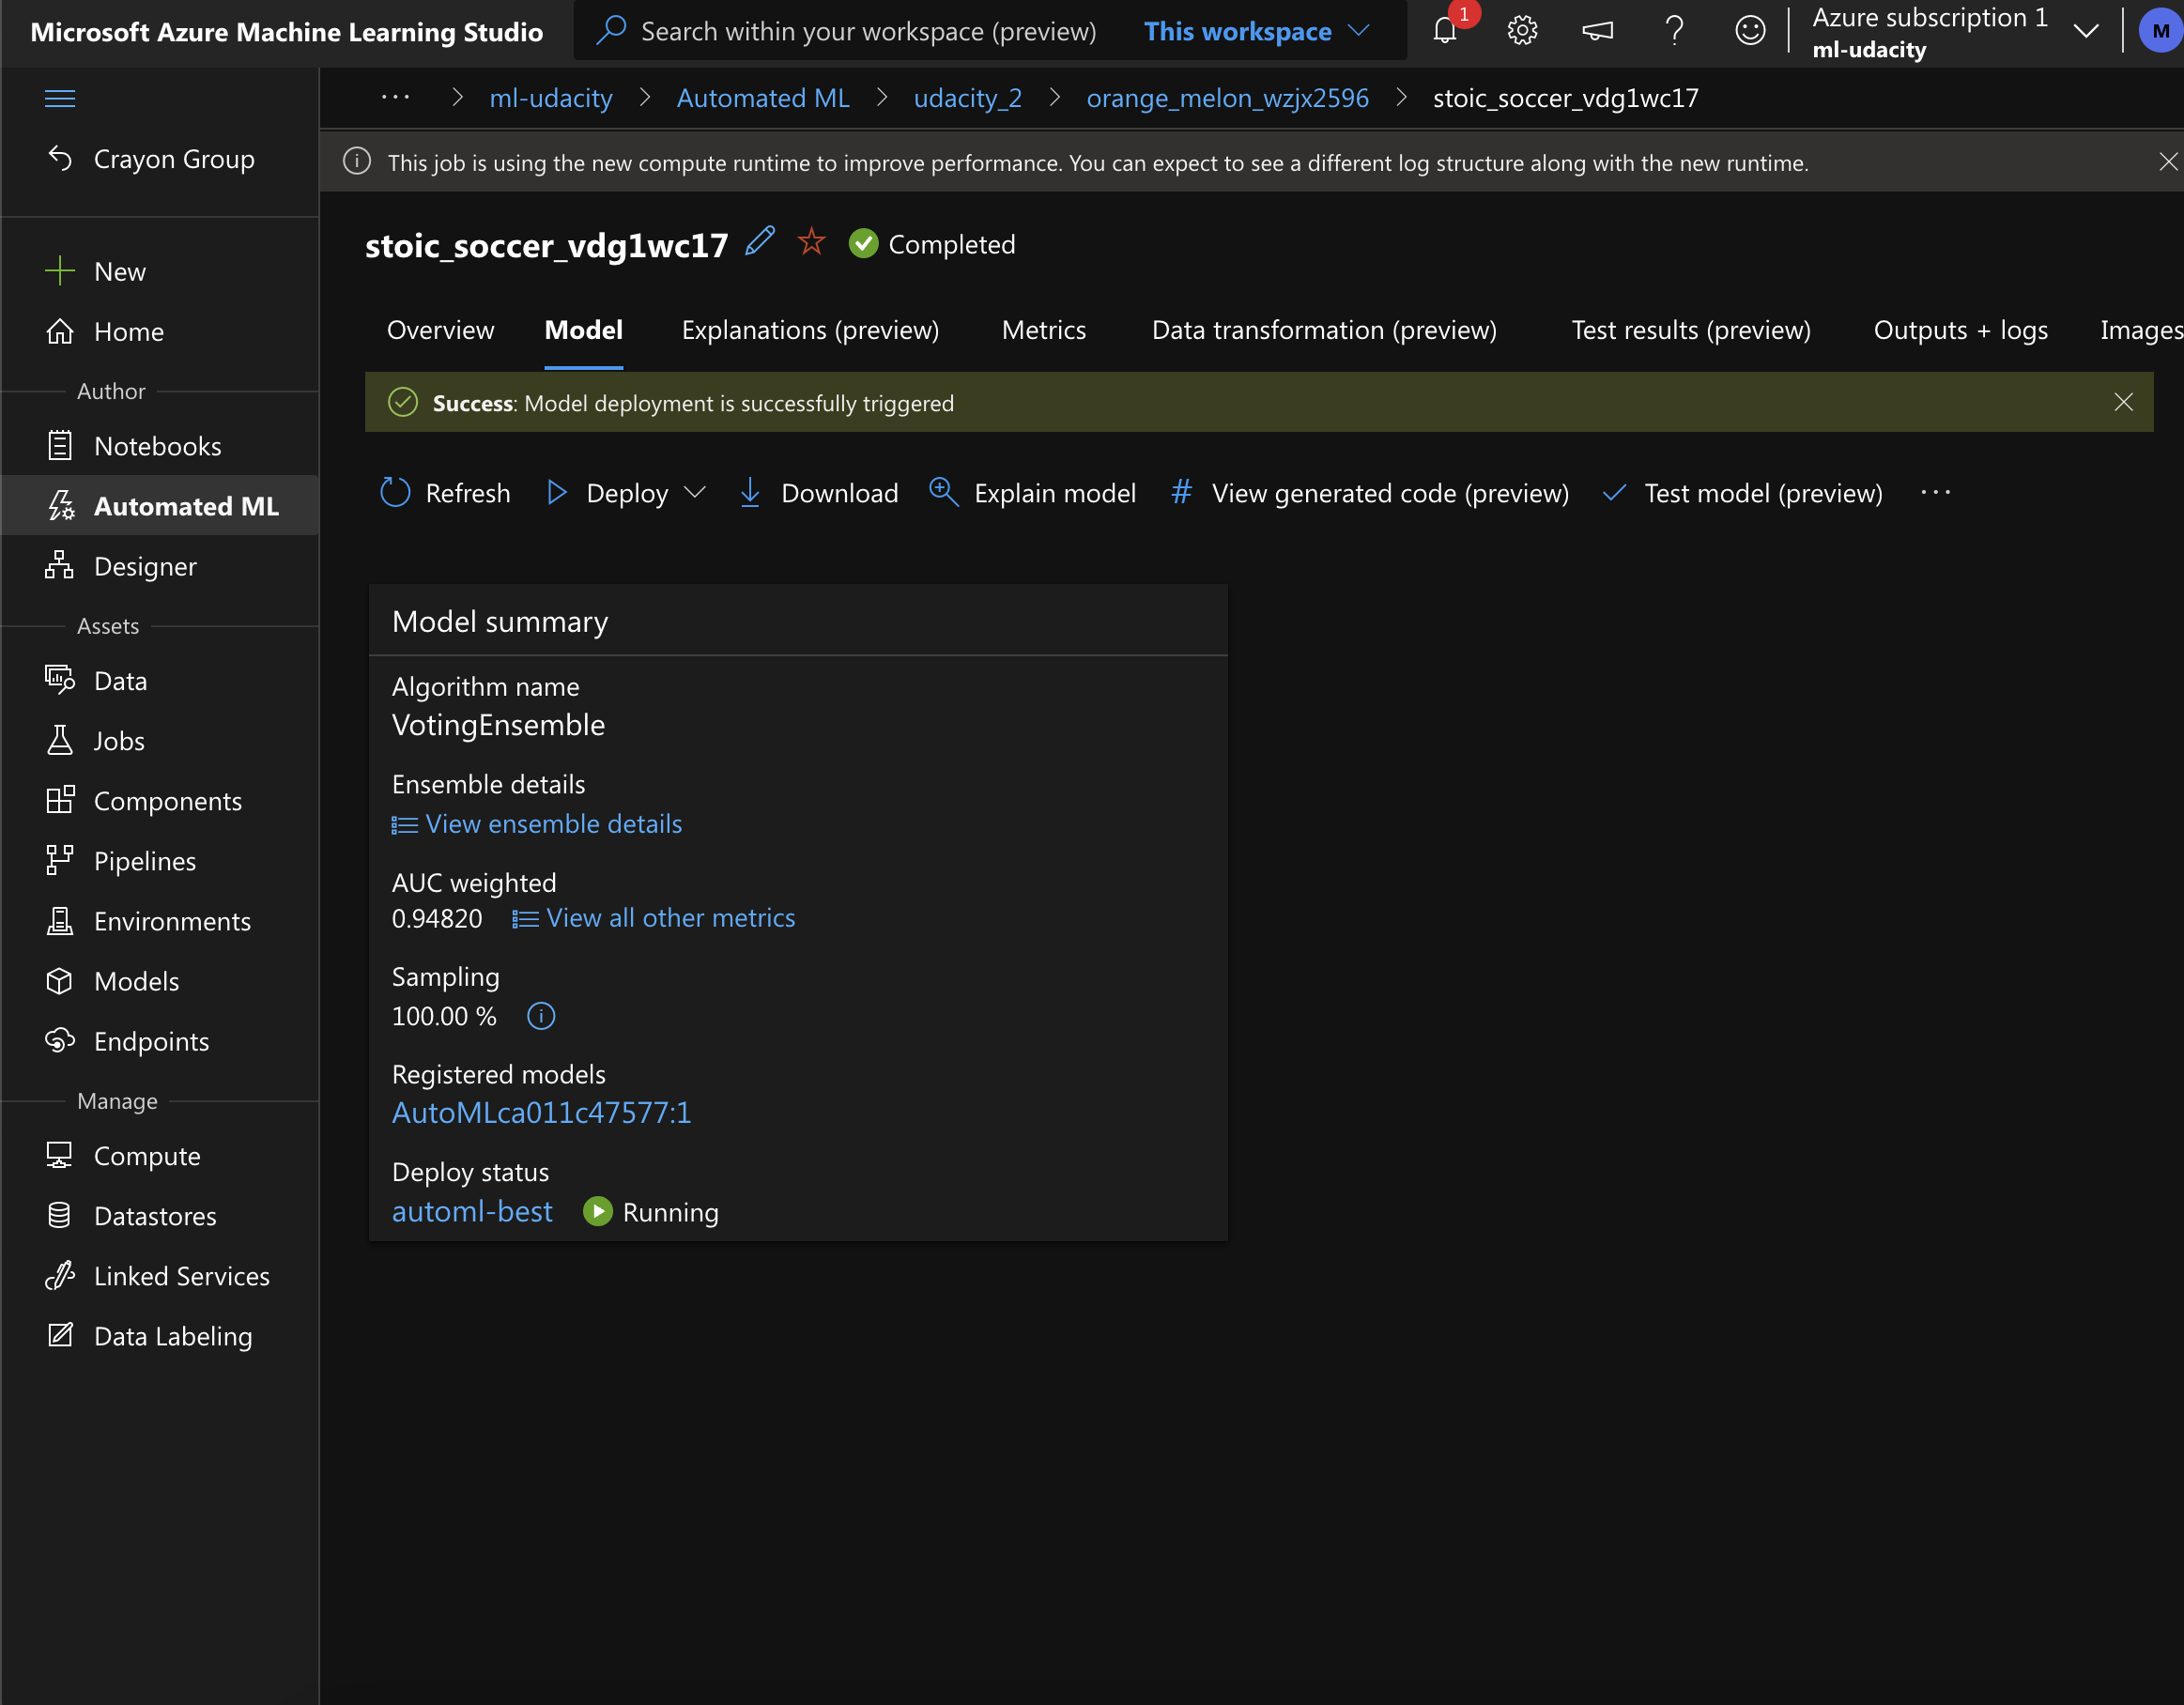 Microsoft Azure Machine Learning Studio
Search within your workspace (preview)
This workspace
1
Azure subscription 1
ml-udacity
M
Crayon Group
New
Home
Author
Notebooks
Automated ML
Designer
Assets
Data
Jobs
Components
Pipelines
Environments
Models
Endpoints
Manage
Compute
Datastores
Linked Services
Data Labeling
... > ml-udacity > Automated ML > udacity_2 > orange_melon_wzjx2596 > stoic_soccer_vdg1wc17
This job is using the new compute runtime to improve performance. You can expect to see a different log structure along with the new runtime.
stoic_soccer_vdg1wc17 Completed
Overview Model Explanations (preview) Metrics Data transformation (preview) Test results (preview) Outputs + logs Images
Success: Model deployment is successfully triggered
Refresh Deploy Download Explain model # View generated code (preview) Test model (preview) ...
Model summary
Algorithm name
VotingEnsemble
Ensemble details
View ensemble details
AUC weighted
0.94820 View all other metrics
Sampling
100.00 %
Registered models
AutoMLca011c47577:1
Deploy status
automl-best Running